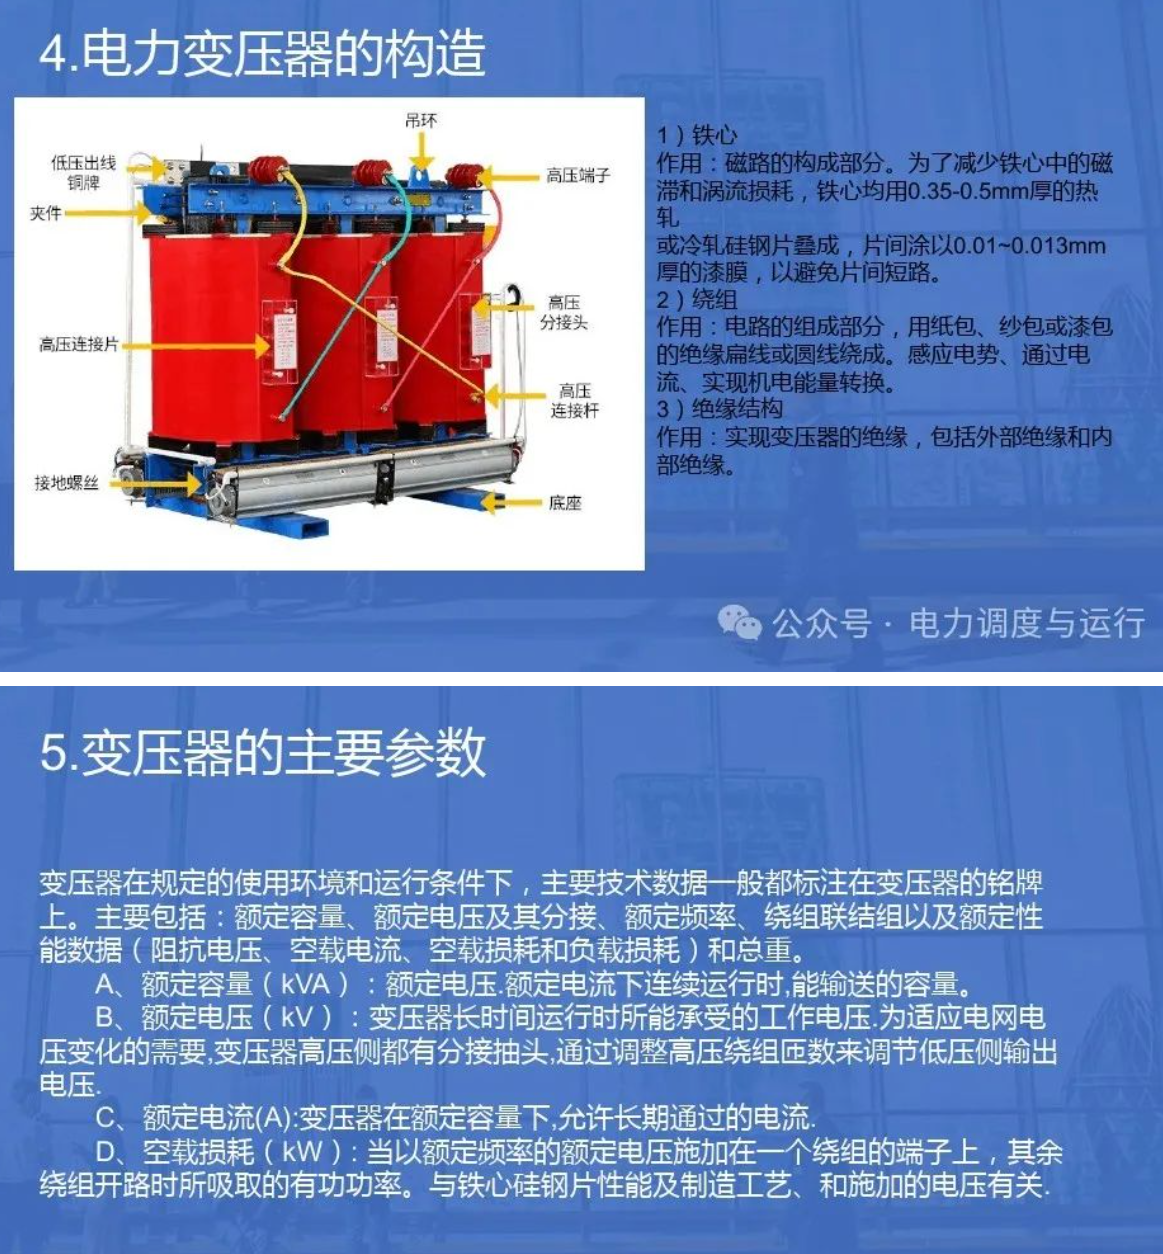 4.电力变压器的构造
吊环
低压出线
铜牌
高压端子
夹件
高压
分接头
高压连接片
高压
连接杆
接地螺丝
底座
1）铁心
作用：磁路的构成部分。为了减少铁心中的磁
滞和涡流损耗，铁心均用0.35-0.5mm厚的热
轧
或冷轧硅钢片叠成，片间涂以0.01~0.013mm
厚的漆膜，以避免片间短路。
2）绕组
作用：电路的组成部分，用纸包、纱包或漆包
的绝缘扁线或圆线绕成。感应电势、通过电
流、实现机电能量转换。
3）绝缘结构
作用：实现变压器的绝缘，包括外部绝缘和内
部绝缘。
公众号· 电力调度与运行
5.变压器的主要参数
变压器在规定的使用环境和运行条件下，主要技术数据一般都标注在变压器的铭牌
上。主要包括：额定容量、额定电压及其分接、额定频率、绕组联结组以及额定性
能数据（阻抗电压、空载电流、空载损耗和负载损耗）和总重。
A、额定容量（kVA）：额定电压.额定电流下连续运行时,能输送的容量。
B、额定电压（kV）：变压器长时间运行时所能承受的工作电压.为适应电网电
压变化的需要,变压器高压侧都有分接抽头,通过调整高压绕组匝数来调节低压侧输出
电压.
C、额定电流(A):变压器在额定容量下,允许长期通过的电流.
D、空载损耗（kW）: 当以额定频率的额定电压施加在一个绕组的端子上，其余
绕组开路时所吸取的有功功率。与铁心硅钢片性能及制造工艺、和施加的电压有关.